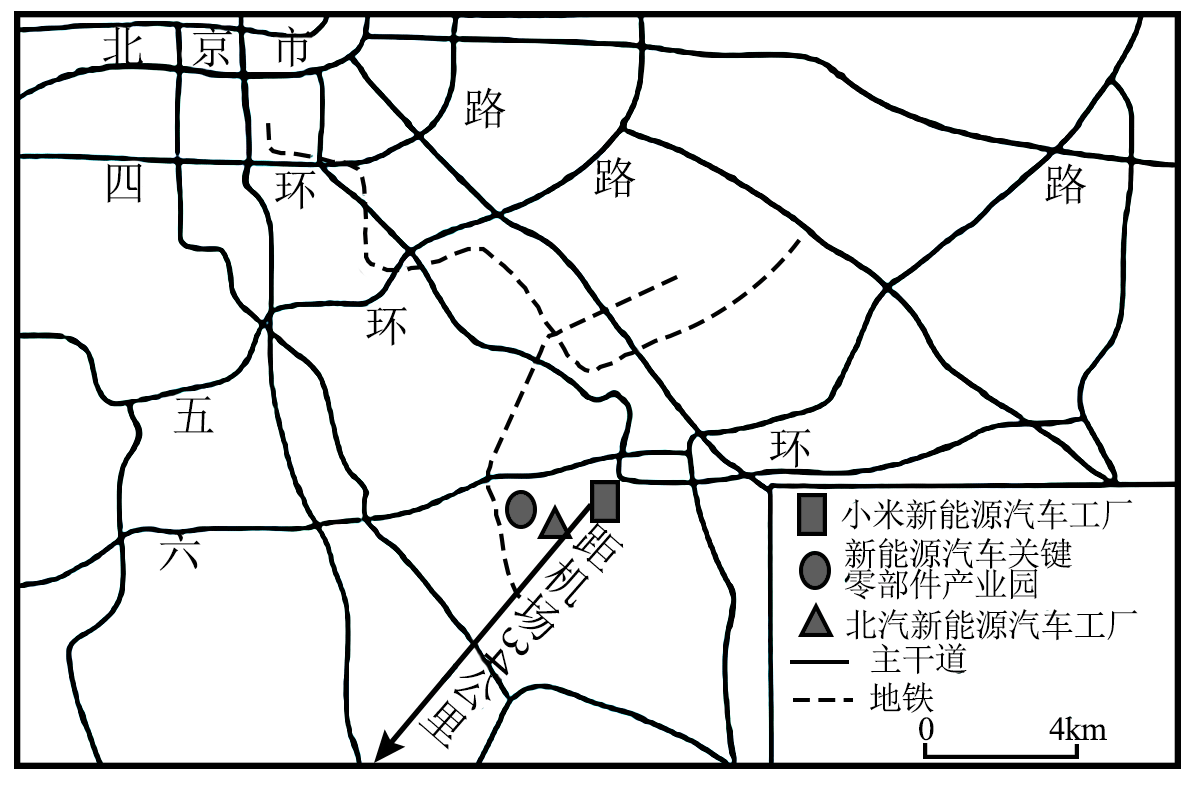 北京市
路
路
四环
路
环
五
环
六
距机场34公里
小米新能源汽车工厂
新能源汽车关键
零部件产业园
北汽新能源汽车工厂
主干道
地铁
0 4km